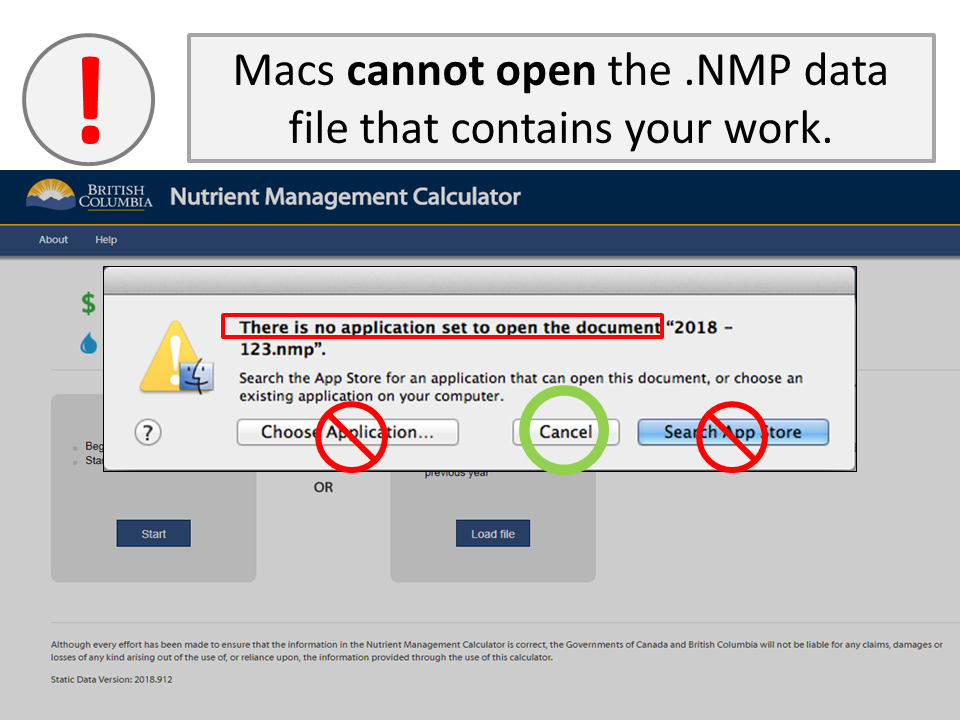 !
Macs cannot open the .NMP data
file that contains your work.
BRITISH
COLUMBIA
Nutrient Management Calculator
About Help
$
There is no application set to open the document “2018 –
123.nmp”.
Search the App Store for an application that can open this document, or choose an
existing application on your computer.
? Choose Application... Cancel Search App Store
previous year
OR
Start Load file
Although every effort has been made to ensure that the information in the Nutrient Management Calculator is correct, the Governments of Canada and British Columbia will not be liable for any claims, damages or
losses of any kind arising out of the use of, or reliance upon, the information provided through the use of this calculator.
Static Data Version: 2018.912